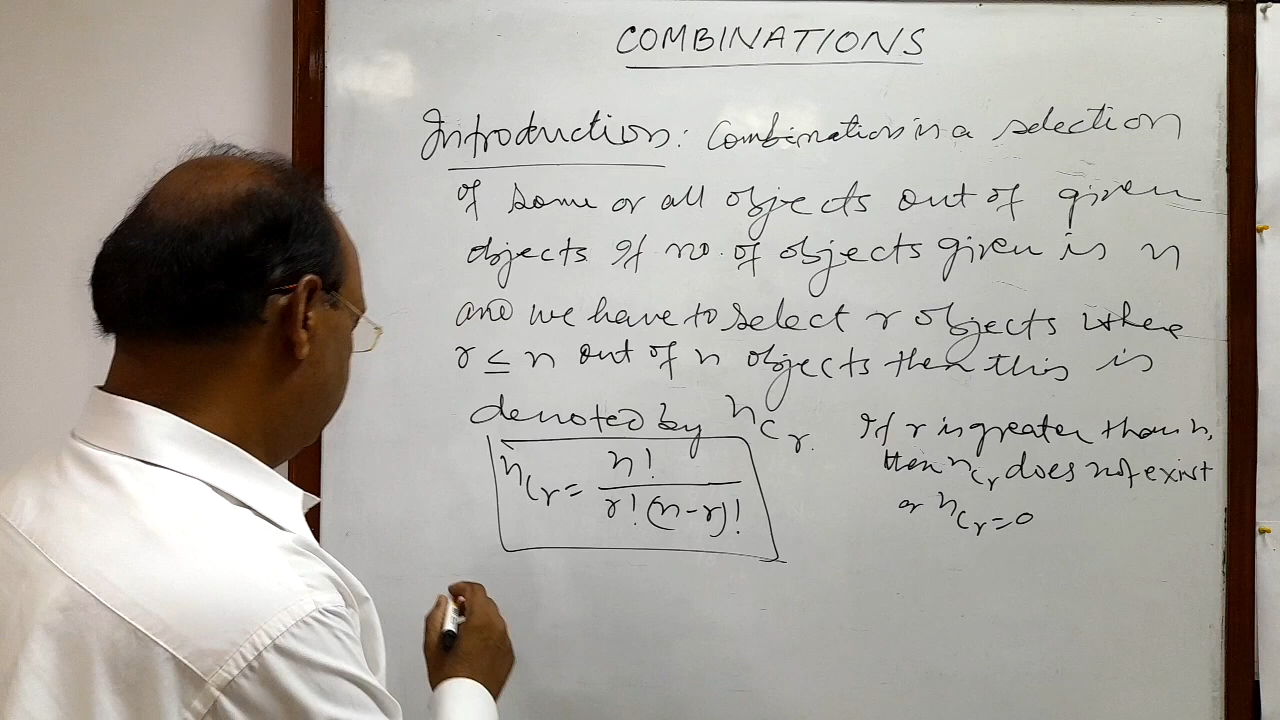 COMBINATIONS
Introduction: Combination is a selection
of some or all objects out of given
objects If no. of objects given is n
and we have to select r objects where
r ≤ n out of n objects then this is
denoted by ⁿCᵣ.
ⁿCᵣ = n! / r! (n-r)!
If r is greater than n,
then ⁿCᵣ does not exist
or ⁿCᵣ = 0